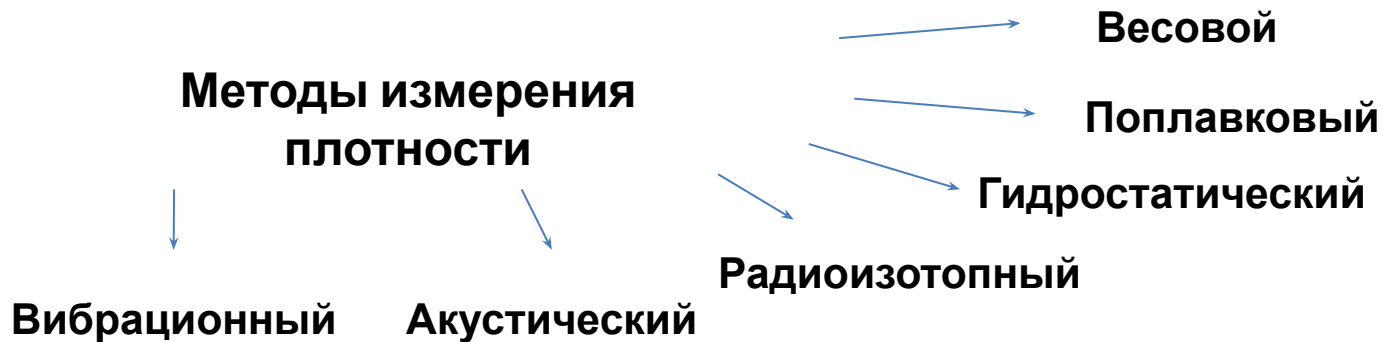 Методы измерения
плотности
Весовой
Поплавковый
Гидростатический
Радиоизотопный
Акустический
Вибрационный